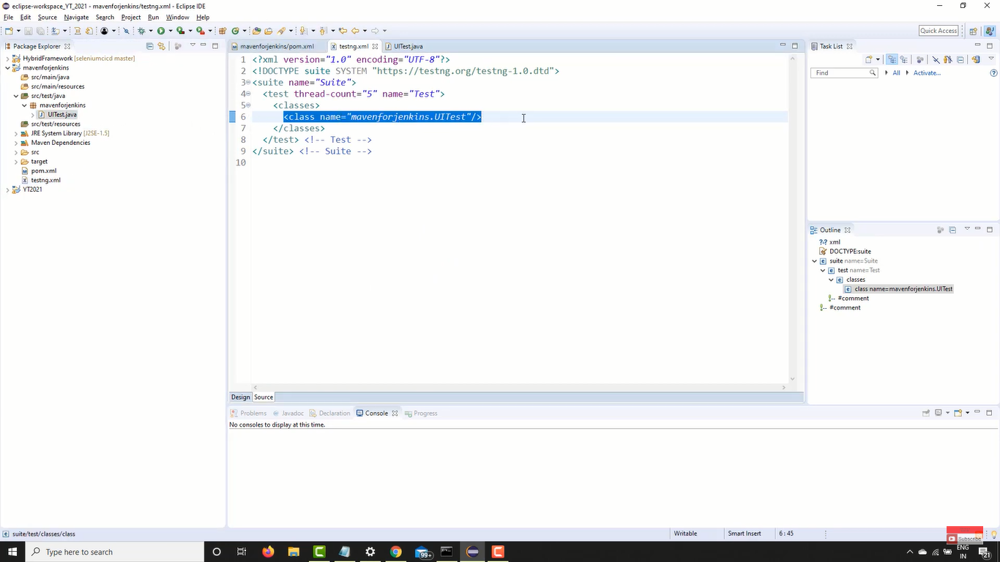 eclipse-workspace_YT_2021 - mavenforjenkins/testng.xml - Eclipse IDE
File Edit Source Navigate Search Project Run Window Help
Quick Access
Package Explorer
HybridFramework [seleniumcicd master]
mavenforjenkins
src/main/java
src/main/resources
src/test/java
mavenforjenkins
UITest.java
src/test/resources
JRE System Library [J2SE-1.5]
Maven Dependencies
src
target
pom.xml
testng.xml
YT2021
mavenforjenkins/pom.xml testng.xml UITest.java
1 <?xml version="1.0" encoding="UTF-8"?>
2 <!DOCTYPE suite SYSTEM "https://testng.org/testng-1.0.dtd">
3 <suite name="Suite">
4 <test thread-count="5" name="Test">
5 <classes>
6 <class name="mavenforjenkins.UITest"/>
7 </classes>
8 </test> <!-- Test -->
9 </suite> <!-- Suite -->
10
Design Source
Task List
Find All Activate...
Outline
xml
DOCTYPE:suite
suite name=Suite
test name=Test
classes
class name=mavenforjenkins.UITest
#comment
#comment
Problems Javadoc Declaration Console Progress
No consoles to display at this time.
suite/test/classes/class Writable Smart Insert 6 : 45
Subscribe
Type here to search
99+
ENG
IN
21